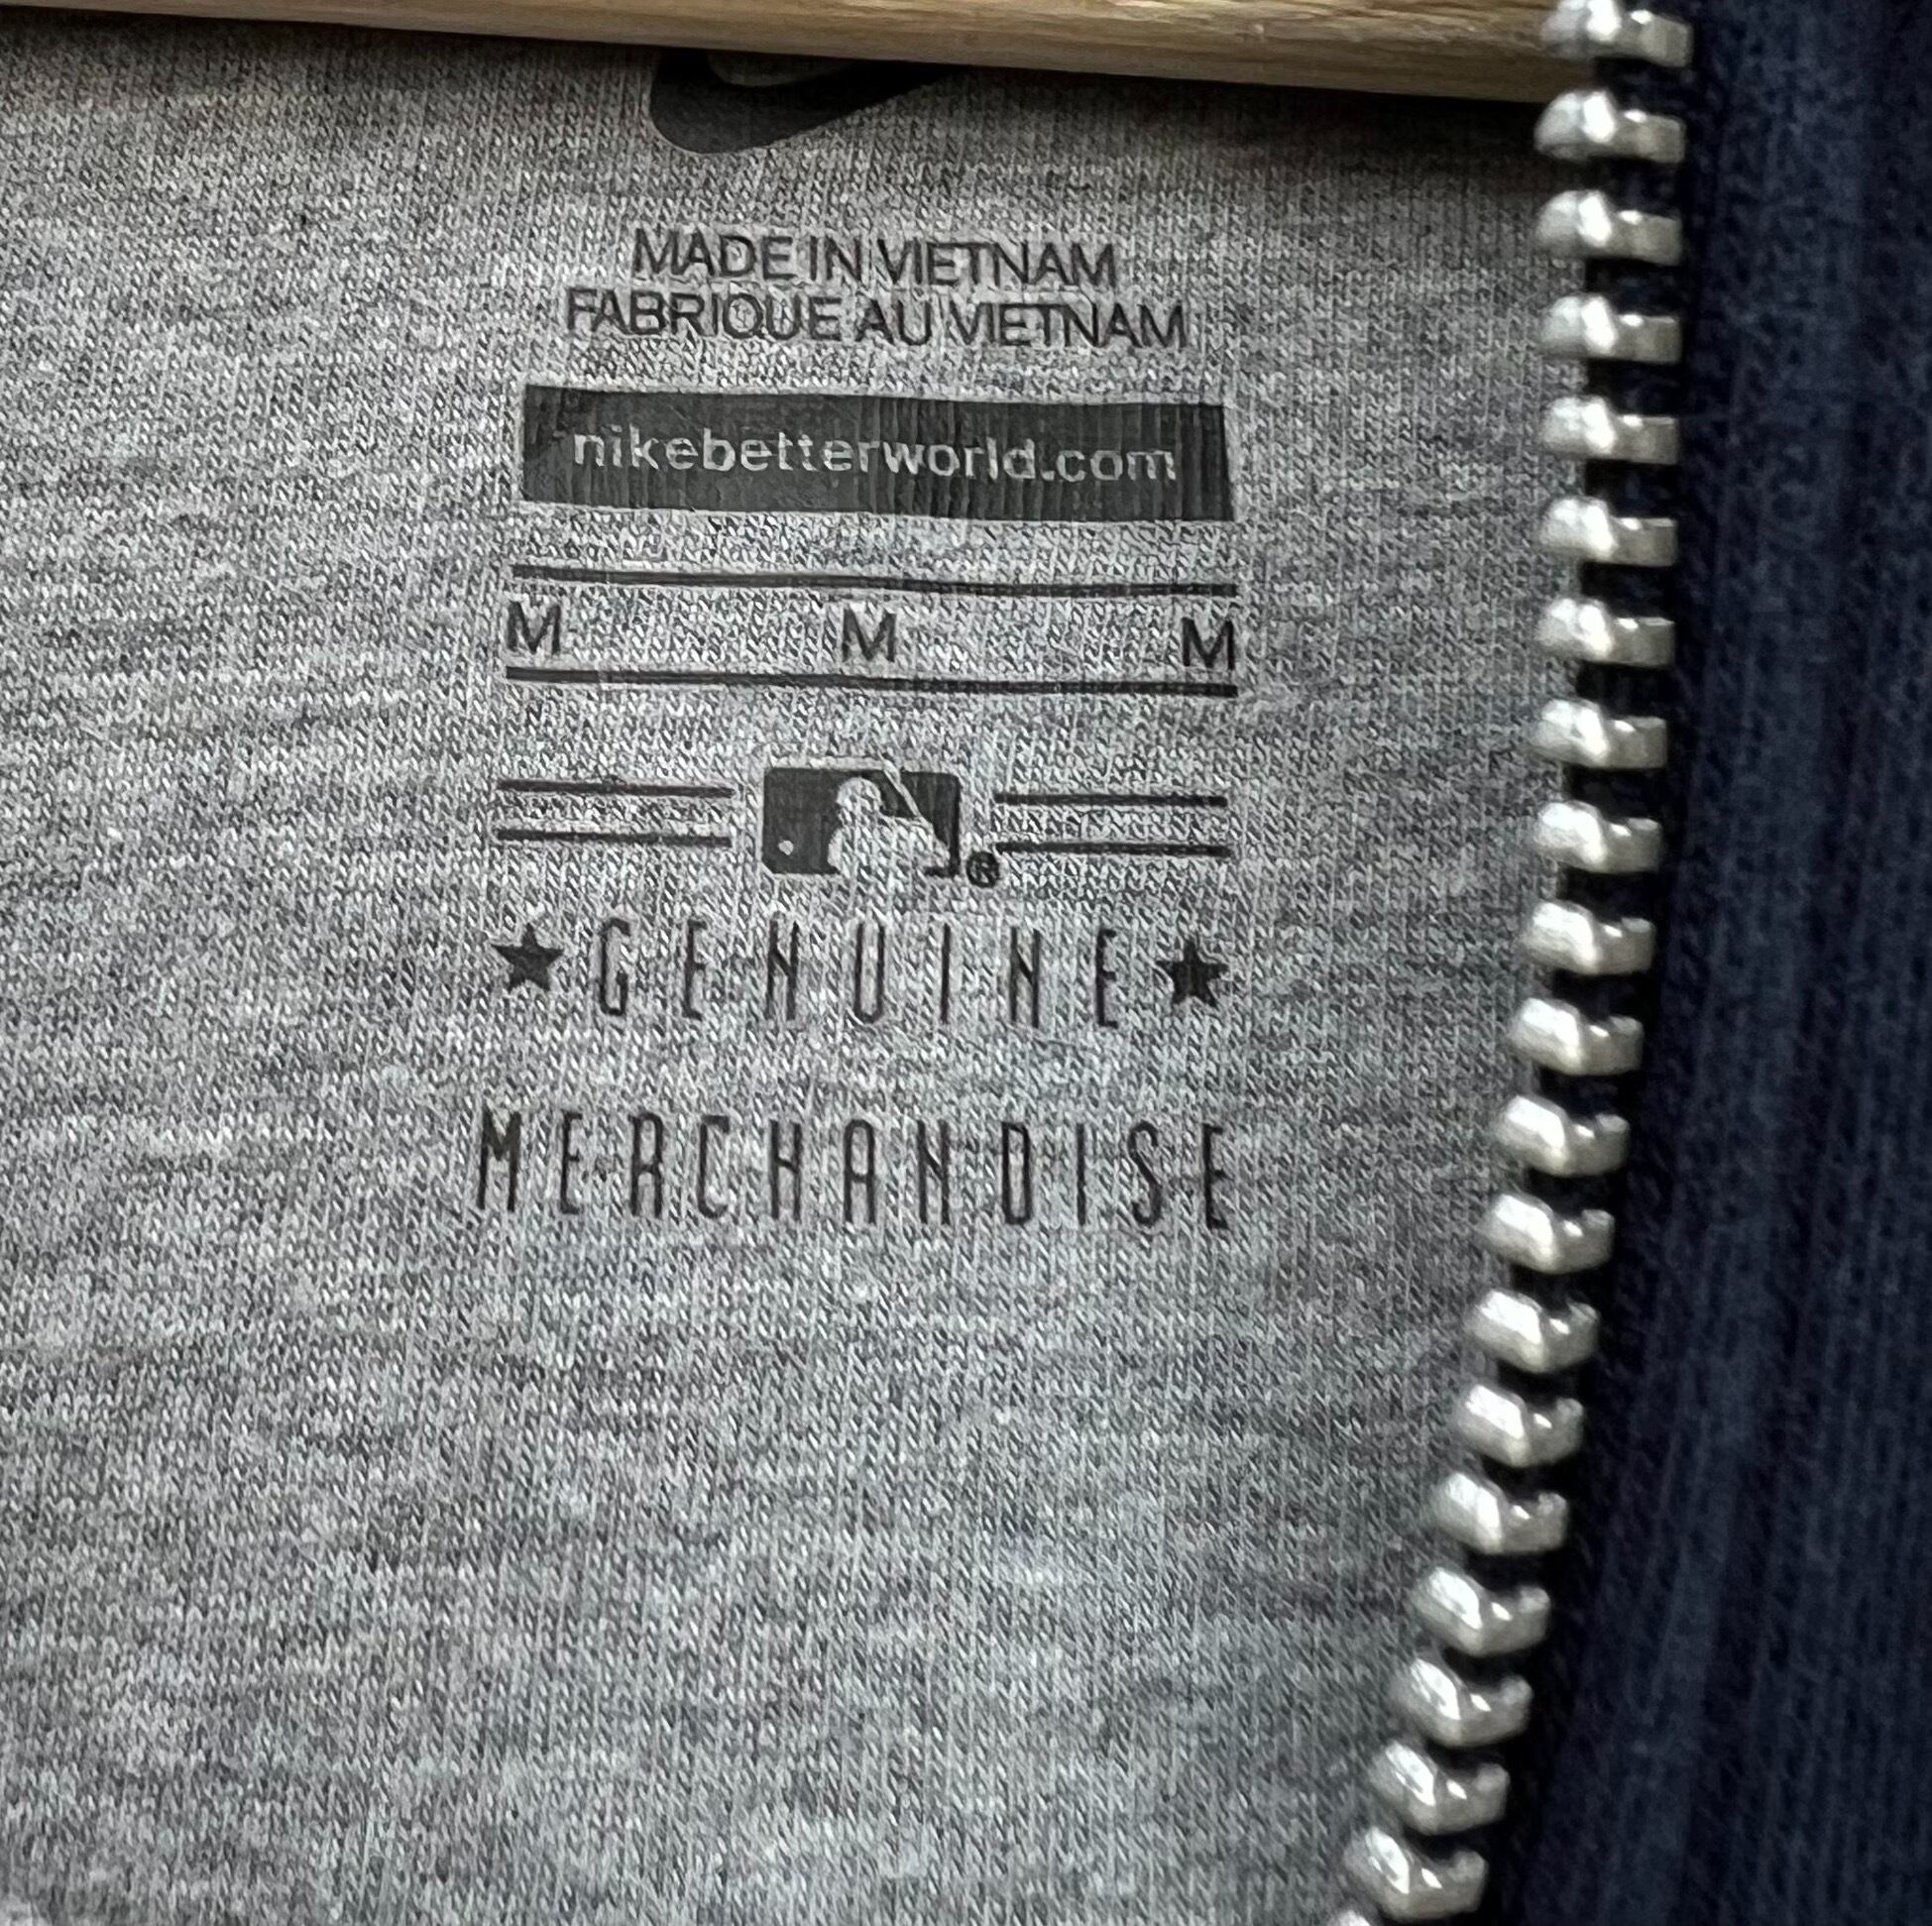 MADE IN VIETNAM
FABRIQUE AU VIETNAM
nikebetterworld.com
M M M
®
★ GENUINE ★
MERCHANDISE